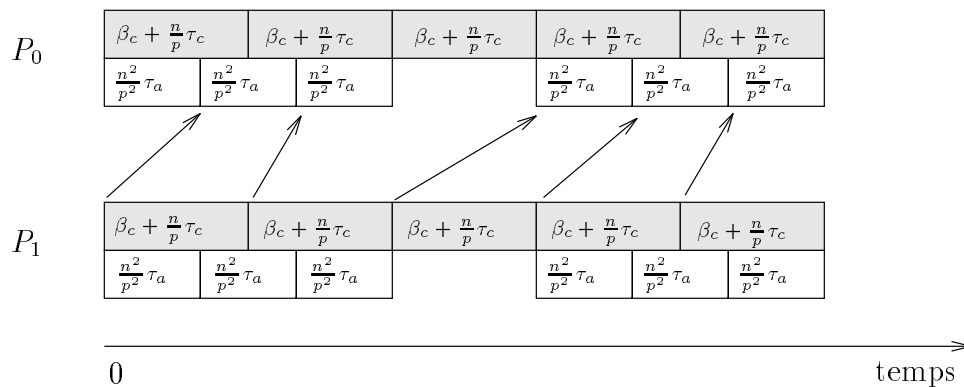 β_c + n/p τ_c β_c + n/p τ_c β_c + n/p τ_c β_c + n/p τ_c β_c + n/p τ_c
P_0
n²/p² τ_a n²/p² τ_a n²/p² τ_a n²/p² τ_a n²/p² τ_a n²/p² τ_a
β_c + n/p τ_c β_c + n/p τ_c β_c + n/p τ_c β_c + n/p τ_c β_c + n/p τ_c
P_1
n²/p² τ_a n²/p² τ_a n²/p² τ_a n²/p² τ_a n²/p² τ_a n²/p² τ_a
0 temps